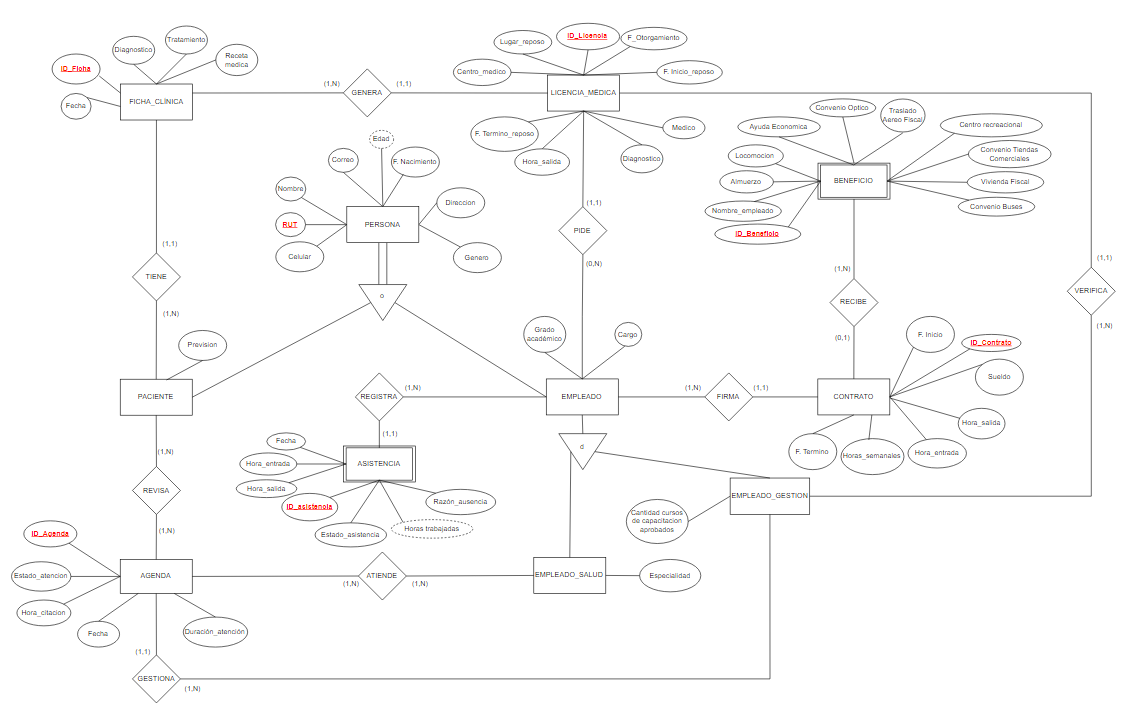 ID_Licencia
Lugar_reposo
F_Otorgamiento
Tratamiento
Diagnostico
Receta
medica
ID_Ficha
Centro_medico
F. Inicio_reposo
(1,N)
(1,1)
FICHA_CLÍNICA
GENERA
LICENCIA_MÉDICA
Fecha
Convenio Optico
Traslado
Aereo Fiscal
Ayuda Economica
Centro recreacional
Medico
F. Termino_reposo
Edad
Correo
F. Nacimiento
Hora_salida
Diagnostico
Locomocion
Convenio Tiendas
Comerciales
Almuerzo
BENEFICIO
Vivienda Fiscal
Nombre
Direccion
Nombre_empleado
Convenio Buses
RUT
PERSONA
(1,1)
PIDE
ID_Beneficio
Celular
Genero
(1,1)
TIENE
(0,N)
(1,N)
(1,1)
VERIFICA
o
RECIBE
(1,N)
(1,N)
(0,1)
Prevision
Grado
académico
Cargo
F. Inicio
ID_Contrato
Sueldo
PACIENTE
REGISTRA
(1,N)
EMPLEADO
(1,N)
FIRMA
(1,1)
CONTRATO
(1,1)
Hora_salida
(1,N)
Fecha
d
F. Termino
Horas_semanales
Hora_entrada
Hora_entrada
ASISTENCIA
REVISA
Hora_salida
ID_asistencia
Razón_ausencia
EMPLEADO_GESTION
Cantidad cursos
de capacitacion
aprobados
(1,N)
ID_Agenda
Estado_asistencia
Horas trabajadas
Estado_atencion
AGENDA
(1,N)
ATIENDE
(1,N)
EMPLEADO_SALUD
Especialidad
Hora_citacion
Fecha
Duración_atención
(1,1)
GESTIONA
(1,N)